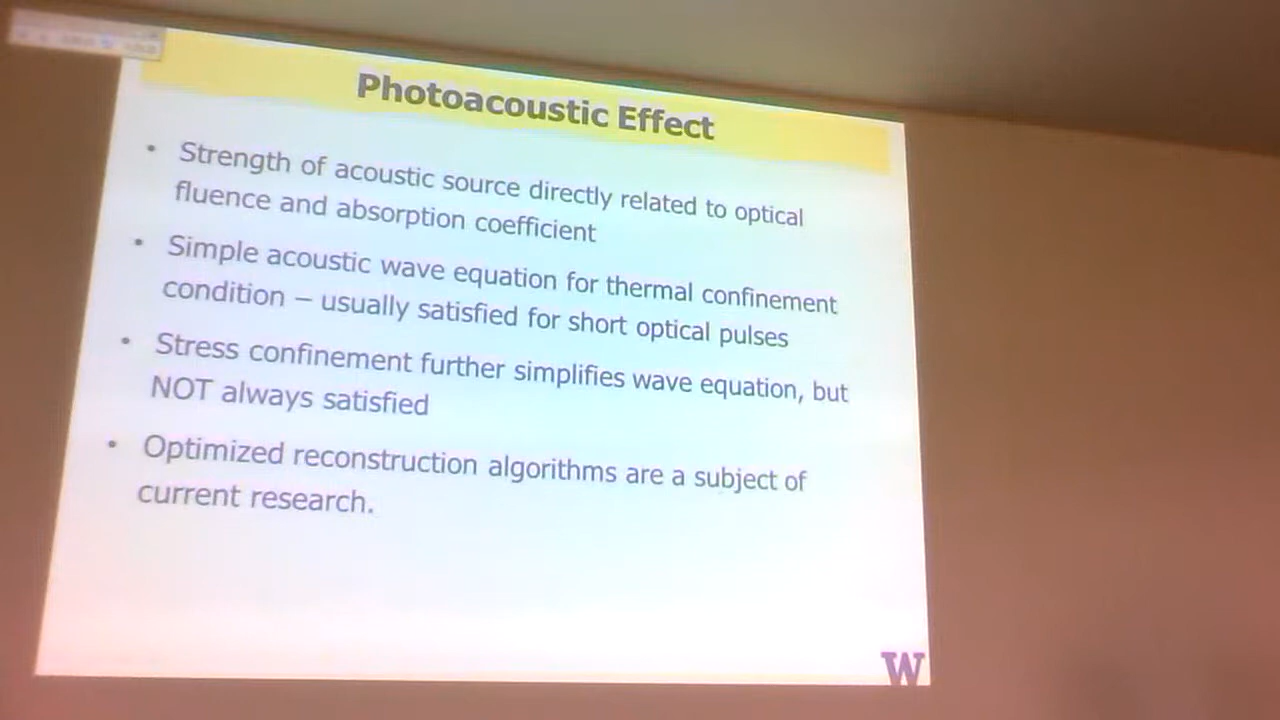 Photoacoustic Effect
• Strength of acoustic source directly related to optical
fluence and absorption coefficient
• Simple acoustic wave equation for thermal confinement
condition – usually satisfied for short optical pulses
• Stress confinement further simplifies wave equation, but
NOT always satisfied
• Optimized reconstruction algorithms are a subject of
current research.
W